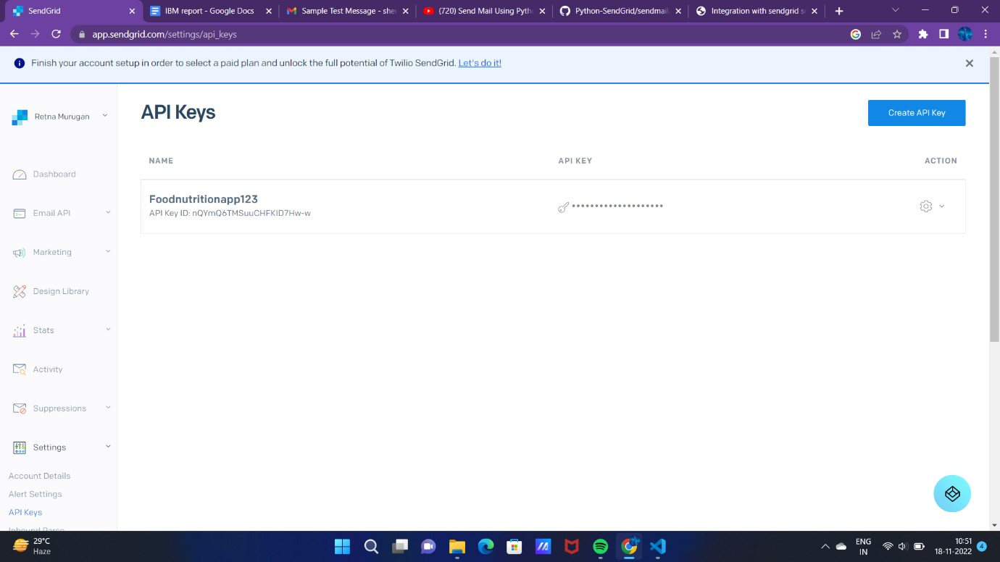 SendGrid
IBM report - Google Docs
Sample Test Message - she
(720) Send Mail Using Pyth
Python-SendGrid/sendmail
Integration with sendgrid s
app.sendgrid.com/settings/api_keys
Finish your account setup in order to select a paid plan and unlock the full potential of Twilio SendGrid. Let's do it!
Retna Murugan
API Keys
Create API Key
NAME
API KEY
ACTION
Foodnutritionapp123
API Key ID: nQYmQ6TMSuuCHFKID7Hw-w
••••••••••••••••••••
Dashboard
Email API
Marketing
Design Library
Stats
Activity
Suppressions
Settings
Account Details
Alert Settings
API Keys
Inbound Parse
29°C
Haze
ENG
IN
10:51
18-11-2022
4